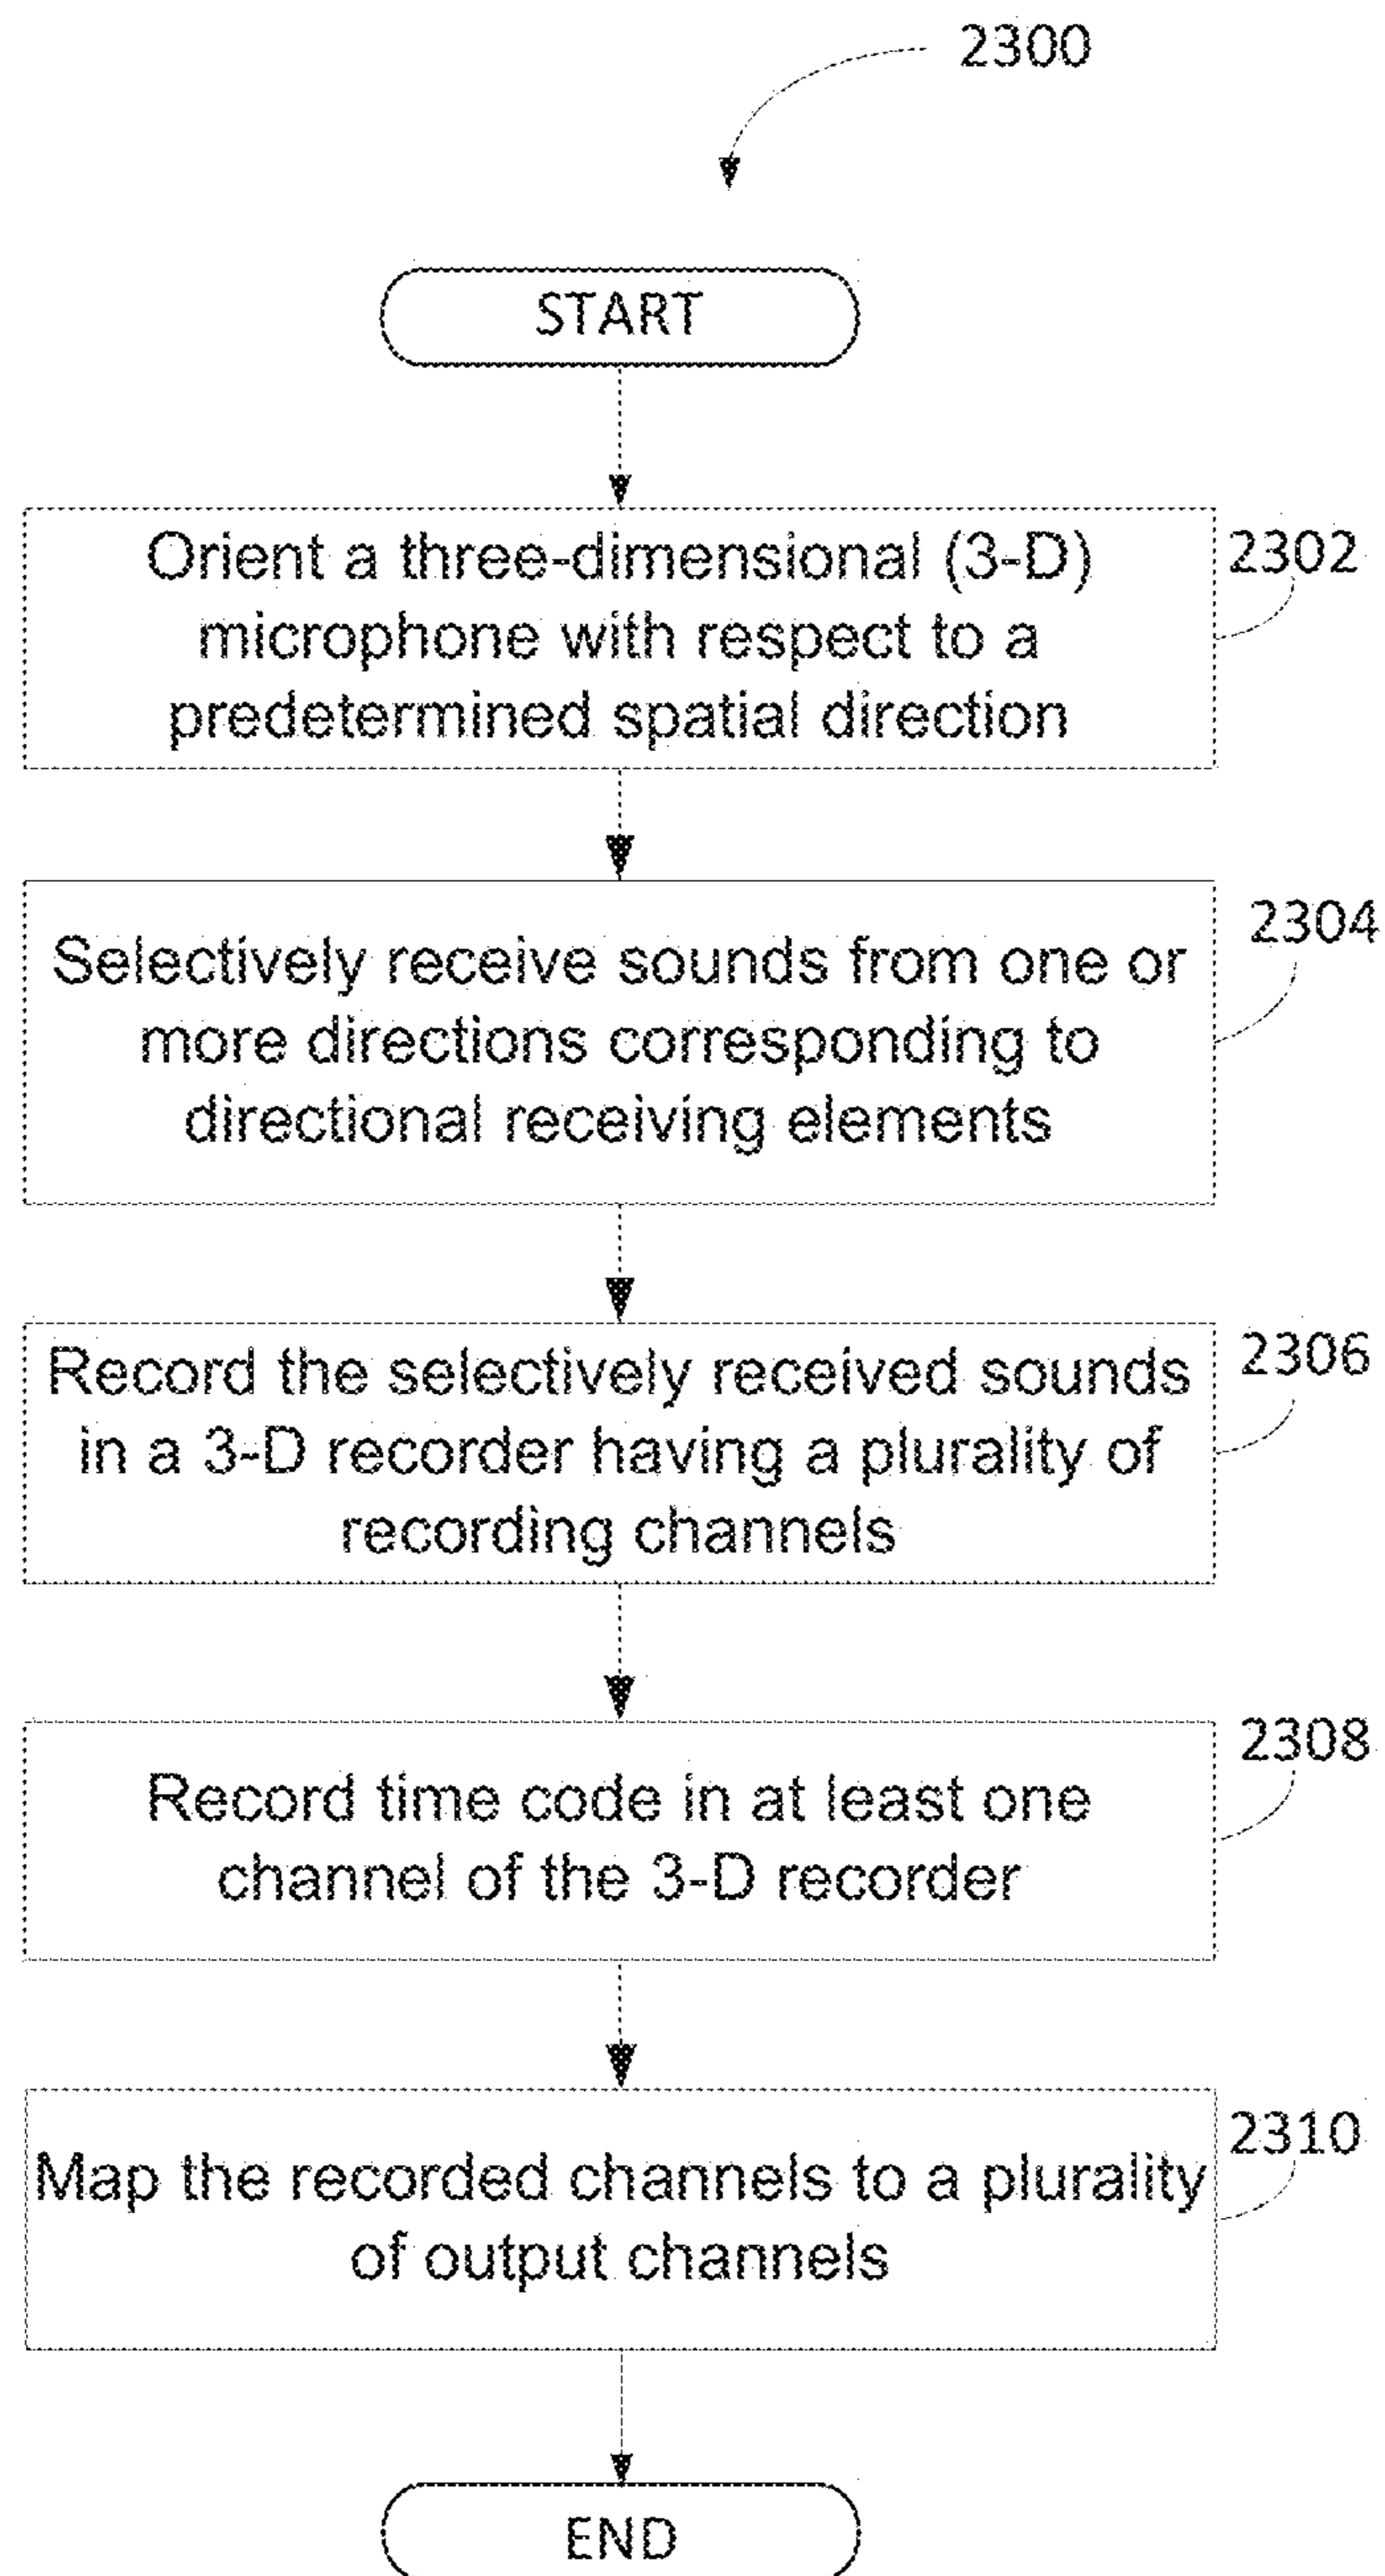 2300
START
Orient a three-dimensional (3-D)
microphone with respect to a
predetermined spatial direction
2302
Selectively receive sounds from one or
more directions corresponding to
directional receiving elements
2304
Record the selectively received sounds
in a 3-D recorder having a plurality of
recording channels
2306
Record time code in at least one
channel of the 3-D recorder
2308
Map the recorded channels to a plurality
of output channels
2310
END